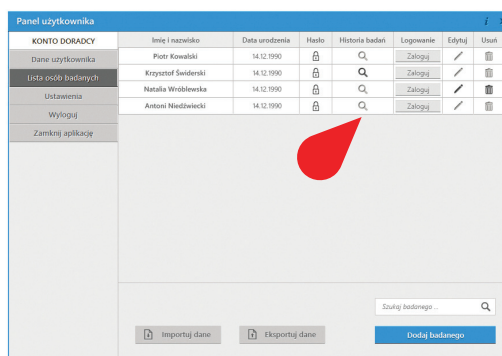 Panel użytkownika
i
KONTO DORADCY
Dane użytkownika
Lista osób badanych
Ustawienia
Wyloguj
Zamknij aplikację
Imię i nazwisko Data urodzenia Hasło Historia badań Logowanie Edytuj Usuń
Piotr Kowalski 14.12.1990 Zaloguj
Krzysztof Świderski 14.12.1990 Zaloguj
Natalia Wróblewska 14.12.1990 Zaloguj
Antoni Niedźwiecki 14.12.1990 Zaloguj
Szukaj badanego ...
Importuj dane Eksportuj dane Dodaj badanego